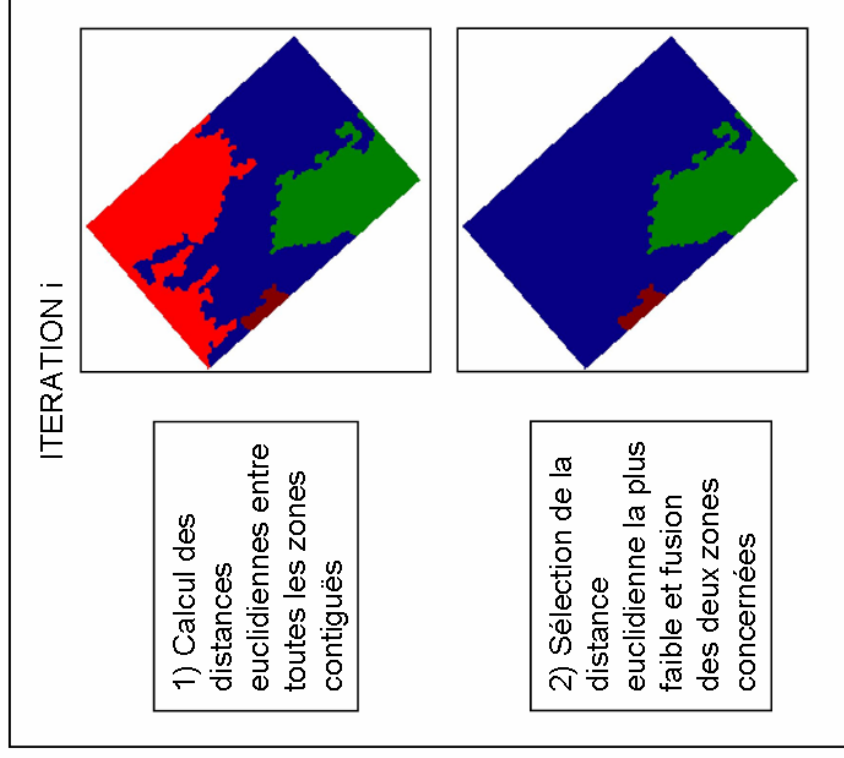 ITERATION i
1) Calcul des
distances
euclidiennes entre
toutes les zones
contiguës
2) Sélection de la
distance
euclidienne la plus
faible et fusion
des deux zones
concernées